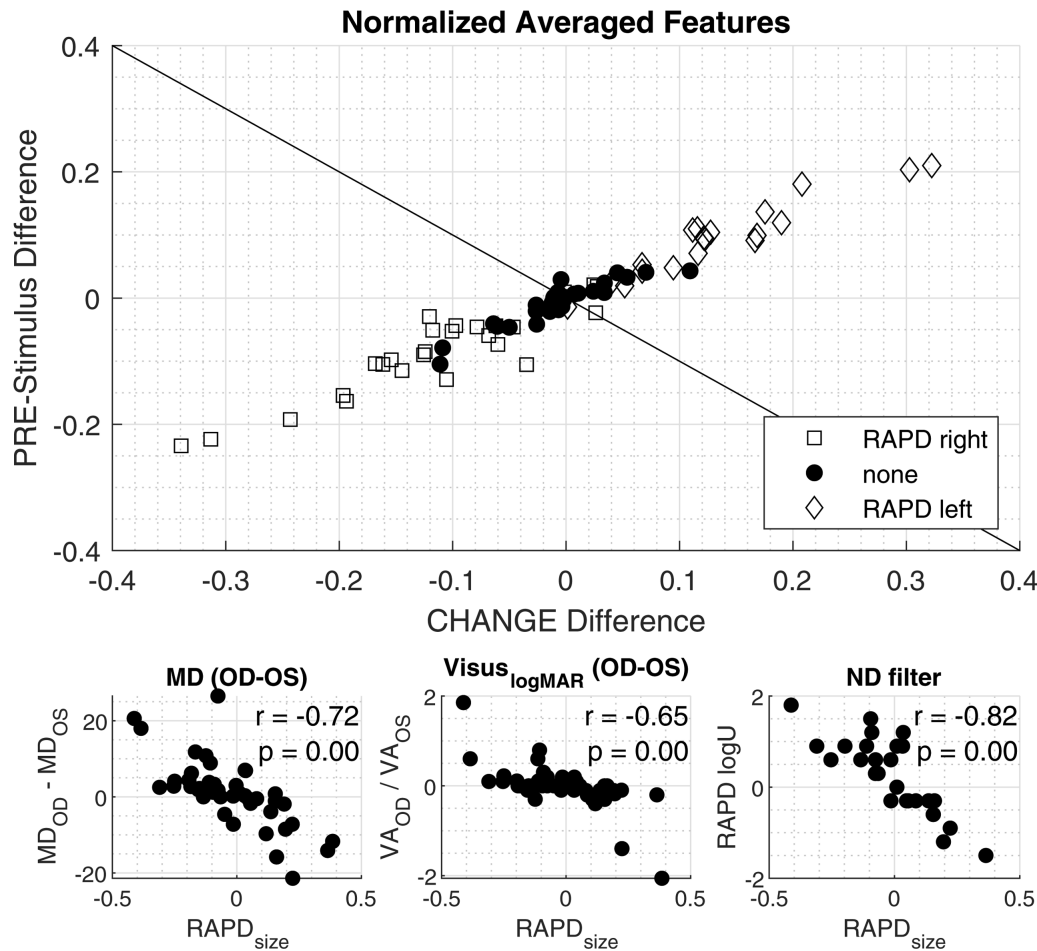 Normalized Averaged Features
PRE-Stimulus Difference
0.4
0.2
0
-0.2
-0.4
-0.4
-0.3
-0.2
-0.1
0
0.1
0.2
0.3
0.4
CHANGE Difference
RAPD right
none
RAPD left
MD (OD-OS)
r = -0.72
p = 0.00
MD_OD - MD_OS
20
0
-20
-0.5
0
0.5
RAPD_size
Visus_logMAR (OD-OS)
r = -0.65
p = 0.00
VA_OD / VA_OS
2
0
-2
-0.5
0
0.5
RAPD_size
ND filter
r = -0.82
p = 0.00
RAPD logU
2
0
-2
-0.5
0
0.5
RAPD_size